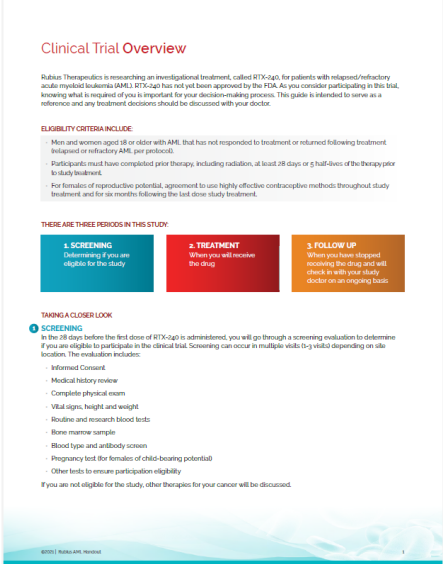 Clinical Trial Overview
Rubius Therapeutics is researching an investigational treatment, called RTX-240, for patients with relapsed/refractory
acute myeloid leukemia (AML). RTX-240 has not yet been approved by the FDA. As you consider participating in this trial,
knowing what is required of you is important for your decision-making process. This guide is intended to serve as a
reference and any treatment decisions should be discussed with your doctor.
ELIGIBILITY CRITERIA INCLUDE:
- Men and women aged 18 or older with AML that has not responded to treatment or returned following treatment
(relapsed or refractory AML per protocol).
- Participants must have completed prior therapy, including radiation, at least 28 days or 5 half-lives of the therapy prior
to study treatment.
- For females of reproductive potential, agreement to use highly effective contraceptive methods throughout study
treatment and for six months following the last dose study treatment.
THERE ARE THREE PERIODS IN THIS STUDY:
1. SCREENING
Determining if you are
eligible for the study
2. TREATMENT
When you will receive
the drug
3. FOLLOW UP
When you have stopped
receiving the drug and will
check in with your study
doctor on an ongoing basis
TAKING A CLOSER LOOK
1 SCREENING
In the 28 days before the first dose of RTX-240 is administered, you will go through a screening evaluation to determine
if you are eligible to participate in the clinical trial. Screening can occur in multiple visits (1-3 visits) depending on site
location. The evaluation includes:
- Informed Consent
- Medical history review
- Complete physical exam
- Vital signs, height and weight
- Routine and research blood tests
- Bone marrow sample
- Blood type and antibody screen
- Pregnancy test (for females of child-bearing potential)
- Other tests to ensure participation eligibility
If you are not eligible for the study, other therapies for your cancer will be discussed.
©2021 | Rubius AML Handout
1